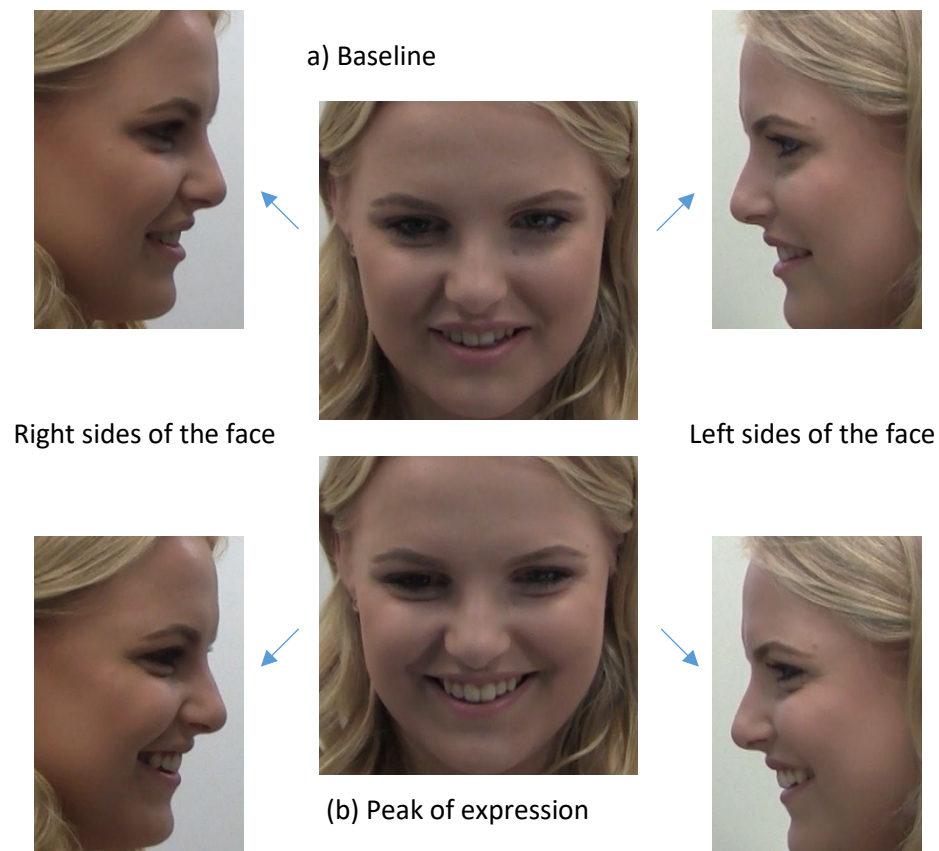 a) Baseline
Right sides of the face
Left sides of the face
(b) Peak of expression